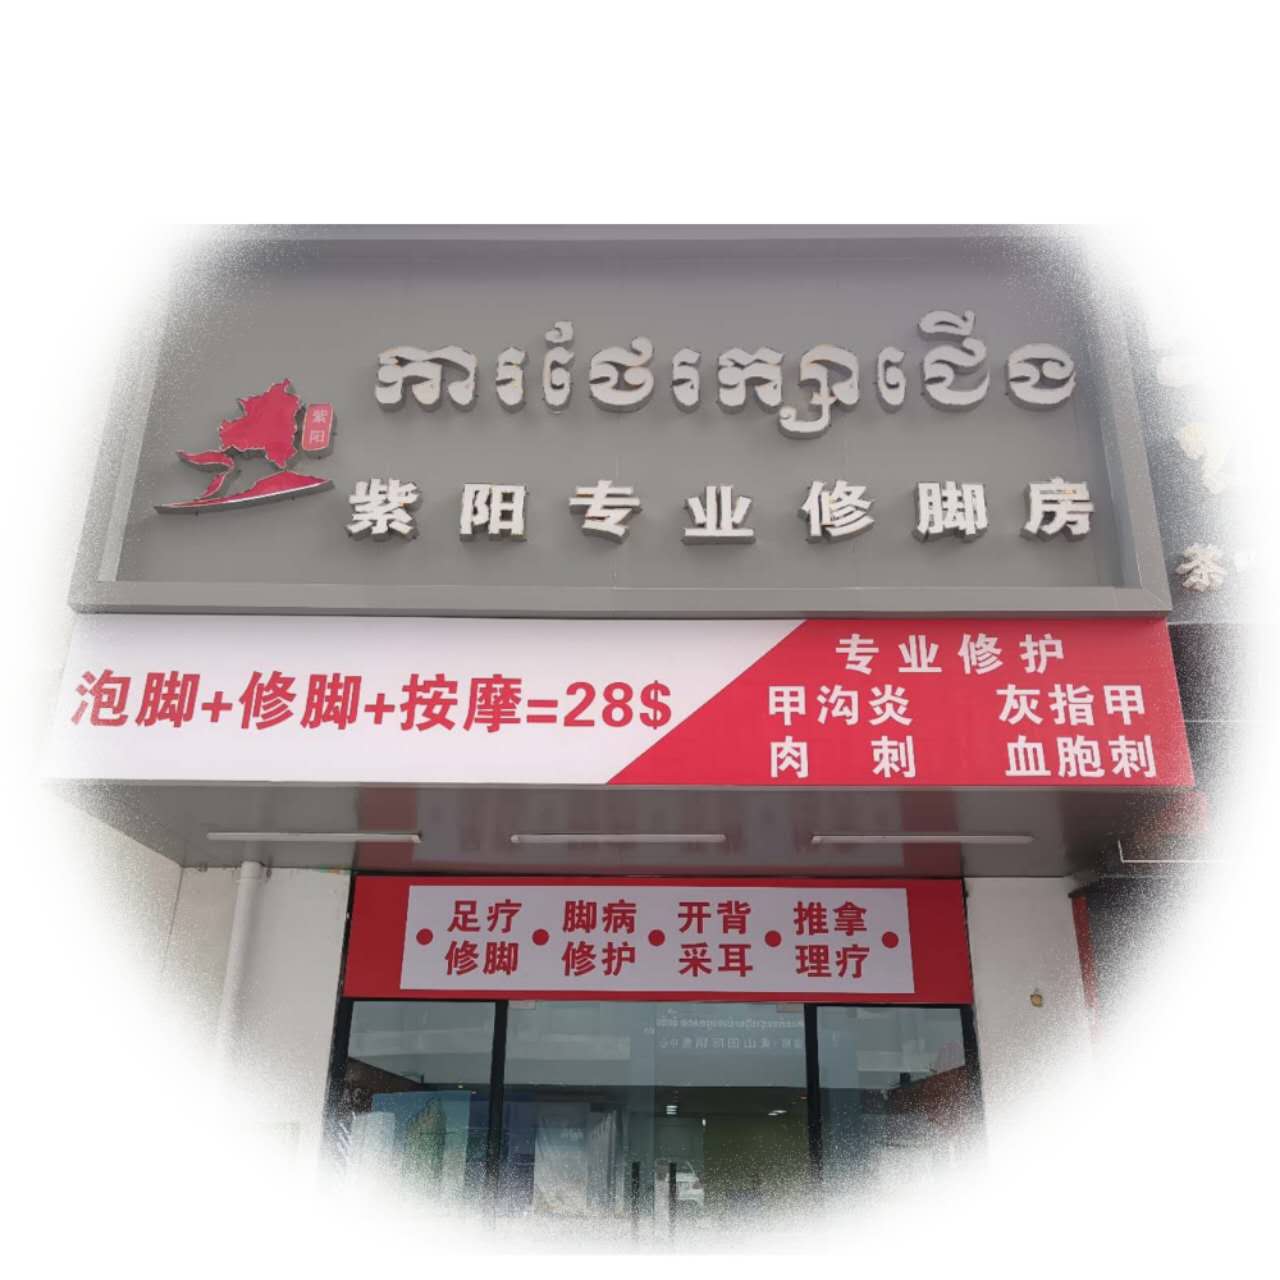 ការថែរក្សាជើង
紫阳
紫阳专业修脚房
泡脚+修脚+按摩=28$
专业修护
甲沟炎 灰指甲
肉刺 血胞刺
足疗 脚病 开背 推拿
修脚 修护 采耳 理疗
茶